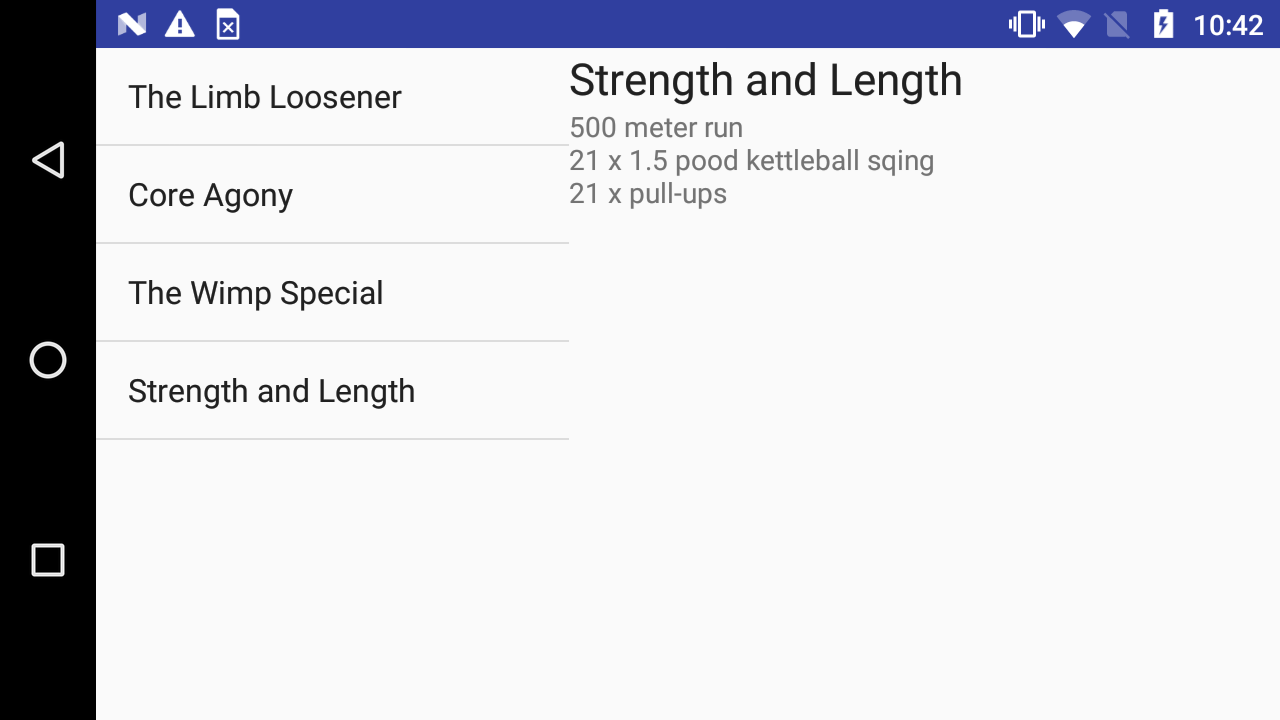 10:42
The Limb Loosener
Core Agony
The Wimp Special
Strength and Length
Strength and Length
500 meter run
21 x 1.5 pood kettleball sqing
21 x pull-ups